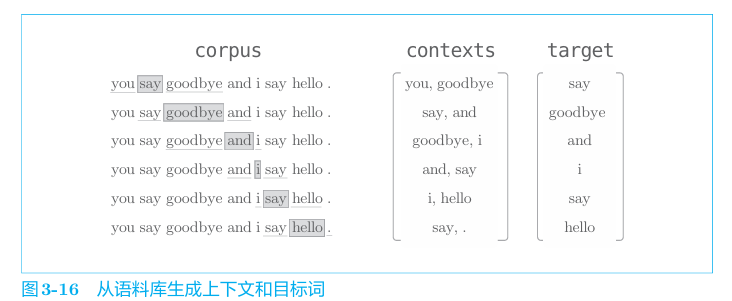 corpus contexts target
you say goodbye and i say hello . you, goodbye say
you say goodbye and i say hello . say, and goodbye
you say goodbye and i say hello . goodbye, i and
you say goodbye and i say hello . and, say i
you say goodbye and i say hello . i, hello say
you say goodbye and i say hello . say, . hello
图3-16 从语料库生成上下文和目标词